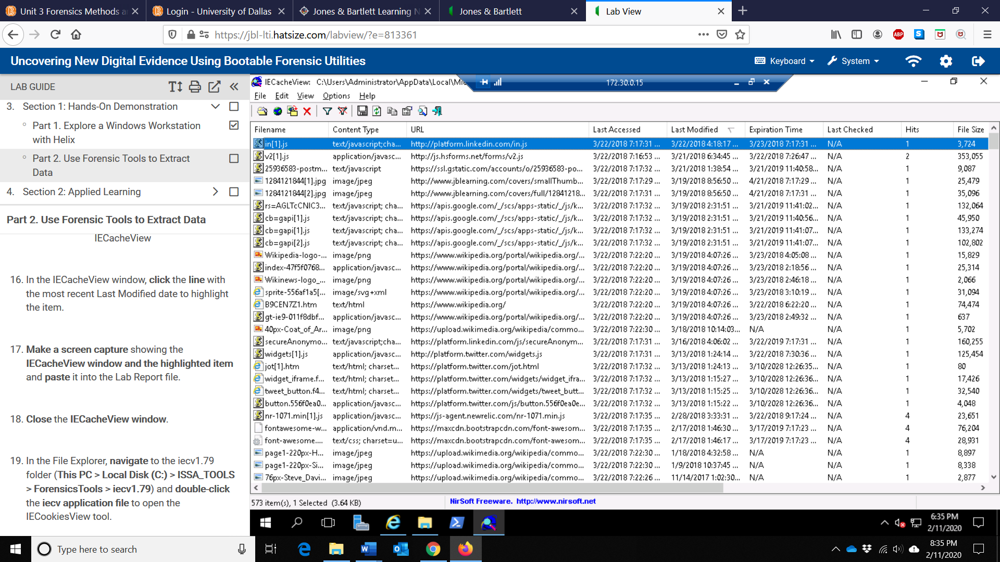 Unit 3 Forensics Methods a
Login - University of Dallas
Jones & Bartlett Learning N
Jones & Bartlett
Lab View
https://jbl-lti.hatsize.com/labview/?e=813361
ABP
S
Uncovering New Digital Evidence Using Bootable Forensic Utilities
Keyboard
System
LAB GUIDE
3. Section 1: Hands-On Demonstration
Part 1. Explore a Windows Workstation
with Helix
Part 2. Use Forensic Tools to Extract
Data
4. Section 2: Applied Learning
Part 2. Use Forensic Tools to Extract Data
IECacheView
16. In the IECacheView window, click the line with
the most recent Last Modified date to highlight
the item.
17. Make a screen capture showing the
IECacheView window and the highlighted item
and paste it into the Lab Report file.
18. Close the IECacheView window.
19. In the File Explorer, navigate to the iecv1.79
folder (This PC > Local Disk (C:) > ISSA_TOOLS
> ForensicsTools > iecv1.79) and double-click
the iecv application file to open the
IECookiesView tool.
IECacheView: C:\Users\Administrator\AppData\Local\Mic
172.30.0.15
File Edit View Options Help
Filename Content Type URL Last Accessed Last Modified Expiration Time Last Checked Hits File Size
in[1].js text/javascript;cha... http://platform.linkedin.com/in.js 3/22/2018 7:17:31 ... 3/22/2018 4:18:17 ... 3/23/2018 7:17:31 ... N/A 1 3,724
v2[1].js application/javasc... http://js.hsforms.net/forms/v2.js 3/22/2018 7:16:53 ... 3/21/2018 6:34:45 ... 3/22/2018 7:26:47 ... N/A 2 353,055
25936583-postm... text/javascript https://ssl.gstatic.com/accounts/o/25936583-po... 3/22/2018 7:17:32 ... 3/21/2018 1:38:54 ... 3/21/2019 11:40:58... N/A 1 9,087
1284121844[1].jpg image/jpeg http://www.jblearning.com/covers/smallThumb... 3/22/2018 7:17:29 ... 3/19/2018 8:56:50 ... 4/21/2018 7:17:29 ... N/A 1 25,479
1284121844[2].jpg image/jpeg http://www.jblearning.com/covers/full/12841218... 3/22/2018 7:17:31 ... 3/19/2018 8:56:50 ... 4/21/2018 7:17:31 ... N/A 1 35,096
rs=AGLTcCNIC3... text/javascript; cha... https://apis.google.com/_/scs/apps-static/_/js/k... 3/22/2018 7:17:32 ... 3/19/2018 2:31:51 ... 3/21/2019 11:41:02... N/A 1 132,064
cb=gapi[1].js text/javascript; cha... https://apis.google.com/_/scs/apps-static/_/js/k... 3/22/2018 7:17:32 ... 3/19/2018 2:31:51 ... 3/21/2019 11:40:56... N/A 1 45,950
cb=gapi[1].js text/javascript; cha... https://apis.google.com/_/scs/apps-static/_/js/k... 3/22/2018 7:17:32 ... 3/19/2018 2:31:51 ... 3/21/2019 11:41:07... N/A 1 133,274
cb=gapi[2].js text/javascript; cha... https://apis.google.com/_/scs/apps-static/_/js/k... 3/22/2018 7:17:32 ... 3/19/2018 2:31:51 ... 3/21/2019 11:41:07... N/A 1 102,802
Wikipedia-logo-... image/png https://www.wikipedia.org/portal/wikipedia.org/... 3/22/2018 7:22:20 ... 3/19/2018 4:07:26 ... 3/23/2018 4:05:08 ... N/A 1 15,829
index-47f5f0768... application/javasc... https://www.wikipedia.org/portal/wikipedia.org/... 3/22/2018 7:22:20 ... 3/19/2018 4:07:26 ... 3/23/2018 2:18:56 ... N/A 1 25,314
Wikinews-logo_... image/png https://www.wikipedia.org/portal/wikipedia.org/... 3/22/2018 7:22:20 ... 3/19/2018 4:07:26 ... 3/23/2018 2:46:18 ... N/A 1 2,066
sprite-556af1a5[... image/svg+xml https://www.wikipedia.org/portal/wikipedia.org/... 3/22/2018 7:22:20 ... 3/19/2018 4:07:26 ... 3/23/2018 3:10:19 ... N/A 1 31,094
B9CEN7Z1.htm text/html https://www.wikipedia.org/ 3/22/2018 7:22:20 ... 3/19/2018 4:07:26 ... 3/22/2018 6:22:20 ... N/A 1 74,474
gt-ie9-011f8dbf... application/javasc... https://www.wikipedia.org/portal/wikipedia.org/... 3/22/2018 7:22:20 ... 3/19/2018 4:07:26 ... 3/23/2018 2:49:32 ... N/A 1 637
40px-Coat_of_Ar... image/png https://upload.wikimedia.org/wikipedia/commo... 3/22/2018 7:22:30 ... 3/18/2018 10:14:03... N/A N/A 1 5,702
secureAnonymo... text/javascript;cha... https://platform.linkedin.com/js/secureAnonym... 3/22/2018 7:17:31 ... 3/16/2018 4:06:02 ... 3/22/2019 7:17:31 ... N/A 1 160,255
widgets[1].js application/javasc... http://platform.twitter.com/widgets.js 3/22/2018 7:17:31 ... 3/13/2018 1:24:14 ... 3/22/2018 7:30:36 ... N/A 1 125,454
jot[1].htm text/html; charset... https://platform.twitter.com/jot.html 3/22/2018 7:17:32 ... 3/13/2018 1:24:13 ... 3/10/2028 12:26:35... N/A 1 80
widget_iframe.f... text/html; charset... http://platform.twitter.com/widgets/widget_ifra... 3/22/2018 7:17:32 ... 3/13/2018 1:15:27 ... 3/10/2028 12:26:36... N/A 1 17,426
tweet_button.f4... text/html; charset... http://platform.twitter.com/widgets/tweet_butt... 3/22/2018 7:17:32 ... 3/13/2018 1:15:25 ... 3/10/2028 12:26:36... N/A 1 32,540
button.556f0ea0... application/javasc... https://platform.twitter.com/js/button.556f0ea0e... 3/22/2018 7:17:32 ... 3/13/2018 1:15:22 ... 3/10/2028 12:26:36... N/A 1 4,048
nr-1071.min[1].js application/javasc... https://js-agent.newrelic.com/nr-1071.min.js 3/22/2018 7:17:35 ... 2/28/2018 3:33:31 ... 3/22/2018 9:17:24 ... N/A 4 23,651
fontawesome-w... application/vnd.m... https://maxcdn.bootstrapcdn.com/font-awesom... 3/22/2018 7:17:35 ... 2/17/2018 1:46:30 ... 3/17/2019 7:17:23 ... N/A 4 76,204
font-awesome.... text/css; charset=u... https://maxcdn.bootstrapcdn.com/font-awesom... 3/22/2018 7:17:35 ... 2/17/2018 1:46:17 ... 3/17/2019 7:17:23 ... N/A 4 28,931
page1-220px-H... image/jpeg https://upload.wikimedia.org/wikipedia/commo... 3/22/2018 7:22:30 ... 1/18/2018 4:32:58 ... N/A N/A 1 8,897
page1-220px-Si... image/jpeg https://upload.wikimedia.org/wikipedia/commo... 3/22/2018 7:22:30 ... 1/9/2018 10:37:45 ... N/A N/A 1 8,338
76px-Steve_Davi... image/jpeg https://upload.wikimedia.org/wikipedia/commo... 3/22/2018 7:22:26 ... 11/14/2017 1:02:30... N/A N/A 1 2,877
573 item(s), 1 Selected (3.64 KB)
NirSoft Freeware. http://www.nirsoft.net
6:35 PM
2/11/2020
Type here to search
8:35 PM
2/11/2020